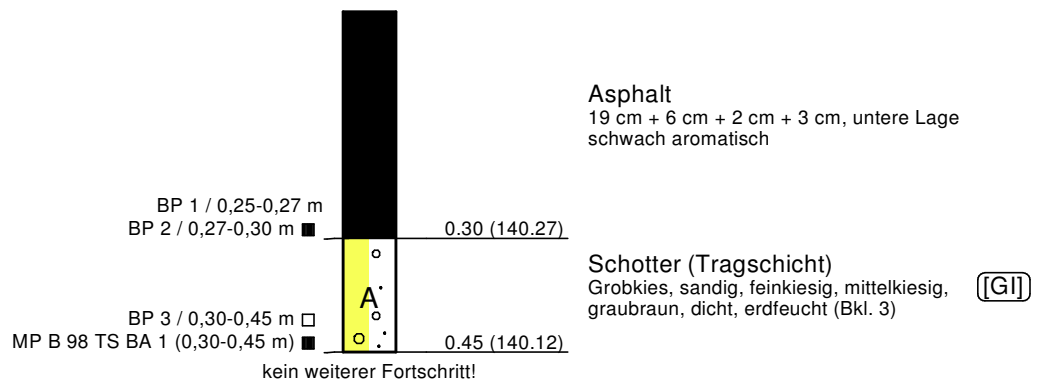 Asphalt
19 cm + 6 cm + 2 cm + 3 cm, untere Lage
schwach aromatisch
BP 1 / 0,25-0,27 m
BP 2 / 0,27-0,30 m
0.30 (140.27)
Schotter (Tragschicht)
Grobkies, sandig, feinkiesig, mittelkiesig,
graubraun, dicht, erdfeucht (Bkl. 3)
[GI]
A
BP 3 / 0,30-0,45 m
MP B 98 TS BA 1 (0,30-0,45 m)
0.45 (140.12)
kein weiterer Fortschritt!